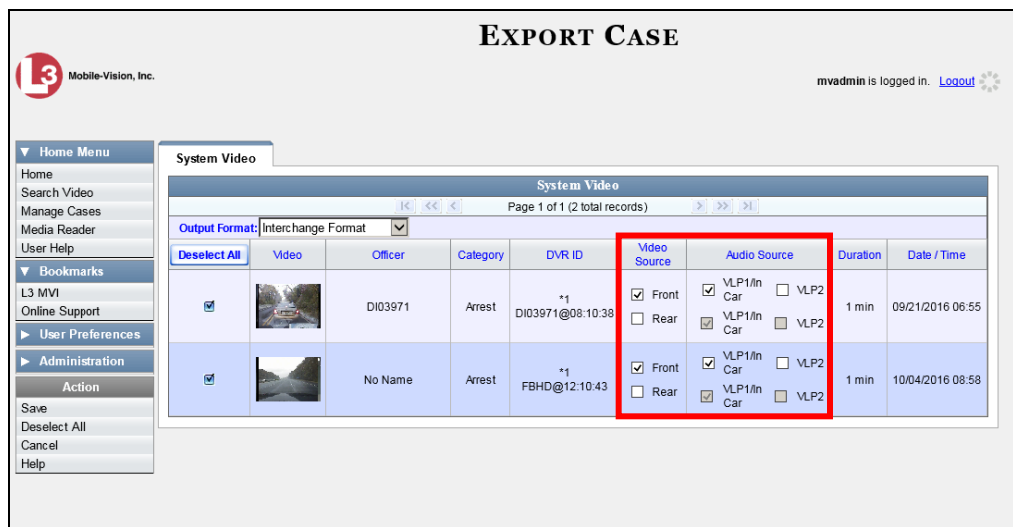 EXPORT CASE
L3 Mobile-Vision, Inc.
mvadmin is logged in. Logout
▼ Home Menu
Home
Search Video
Manage Cases
Media Reader
User Help
▼ Bookmarks
L3 MVI
Online Support
► User Preferences
► Administration
Action
Save
Deselect All
Cancel
Help
System Video
System Video
|< << < Page 1 of 1 (2 total records) > >> >|
Output Format: Interchange Format
Deselect All Video Officer Category DVR ID Video Source Audio Source Duration Date / Time
DI03971 Arrest *1 DI03971@08:10:38 Front VLP1/In Car VLP2 1 min 09/21/2016 06:55
Rear VLP1/In Car VLP2
No Name Arrest *1 FBHD@12:10:43 Front VLP1/In Car VLP2 1 min 10/04/2016 08:58
Rear VLP1/In Car VLP2